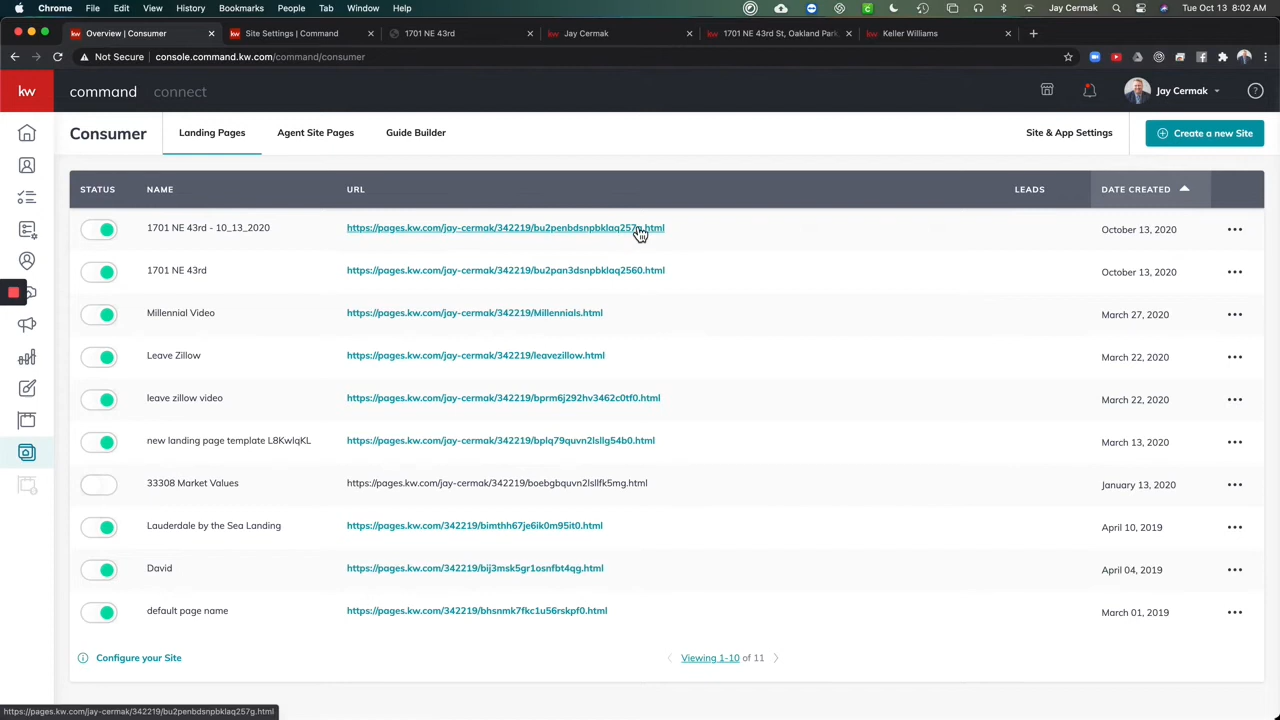 Chrome File Edit View History Bookmarks People Tab Window Help Jay Cermak Tue Oct 13 8:02 AM
kw Overview | Consumer × kw Site Settings | Command × 1701 NE 43rd × kw Jay Cermak × kw 1701 NE 43rd St, Oakland Park, × kw Keller Williams × +
Not Secure console.command.kw.com/command/consumer
kw command connect Jay Cermak
Consumer Landing Pages Agent Site Pages Guide Builder Site & App Settings Create a new Site
STATUS NAME URL LEADS DATE CREATED
1701 NE 43rd - 10_13_2020 https://pages.kw.com/jay-cermak/342219/bu2penbdsnpbklaq257g.html October 13, 2020
1701 NE 43rd https://pages.kw.com/jay-cermak/342219/bu2pan3dsnpbklaq2560.html October 13, 2020
Millennial Video https://pages.kw.com/jay-cermak/342219/Millennials.html March 27, 2020
Leave Zillow https://pages.kw.com/jay-cermak/342219/leavezillow.html March 22, 2020
leave zillow video https://pages.kw.com/jay-cermak/342219/bprm6j292hv3462c0tf0.html March 22, 2020
new landing page template L8KwlqKL https://pages.kw.com/jay-cermak/342219/bplq79quvn2lsllg54b0.html March 13, 2020
33308 Market Values https://pages.kw.com/jay-cermak/342219/boebgbquvn2lsllfk5mg.html January 13, 2020
Lauderdale by the Sea Landing https://pages.kw.com/342219/bimthh67je6ik0m95it0.html April 10, 2019
David https://pages.kw.com/342219/bij3msk5gr1osnfbt4qg.html April 04, 2019
default page name https://pages.kw.com/342219/bhsnmk7fkc1u56rskpf0.html March 01, 2019
Configure your Site Viewing 1-10 of 11
https://pages.kw.com/jay-cermak/342219/bu2penbdsnpbklaq257g.html